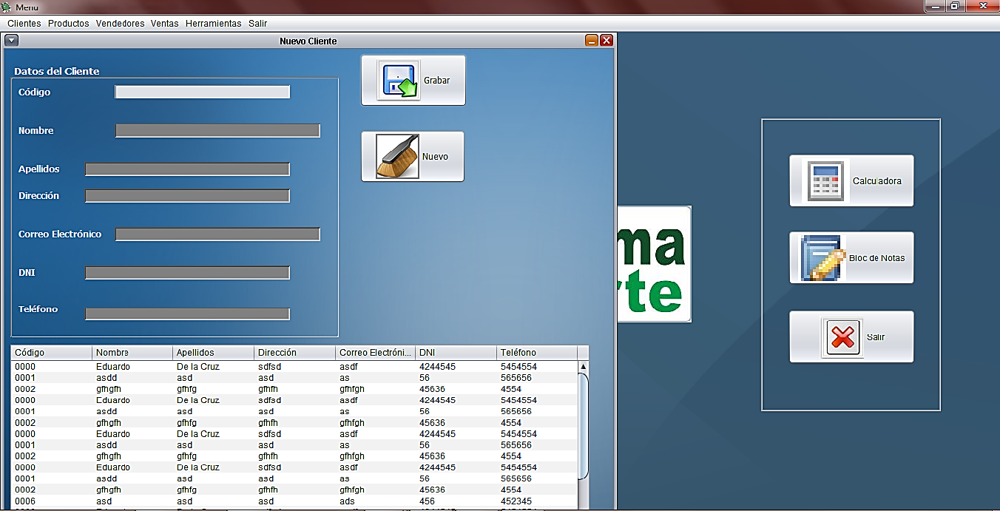 Menu
Clientes Productos Vendedores Ventas Herramientas Salir
Nuevo Cliente
Datos del Cliente
Código
Nombre
Apellidos
Dirección
Correo Electrónico
DNI
Teléfono
Grabar
Nuevo
ma
rte
Calculadora
Bloc de Notas
Salir
Código Nombre Apellidos Dirección Correo Electróni... DNI Teléfono
0000 Eduardo De la Cruz sdfsd asdf 4244545 5454554
0001 asdd asd asd as 56 565656
0002 gfhgfh gfhfg gfhfh gfhfgh 45636 4554
0000 Eduardo De la Cruz sdfsd asdf 4244545 5454554
0001 asdd asd asd as 56 565656
0002 gfhgfh gfhfg gfhfh gfhfgh 45636 4554
0000 Eduardo De la Cruz sdfsd asdf 4244545 5454554
0001 asdd asd asd as 56 565656
0002 gfhgfh gfhfg gfhfh gfhfgh 45636 4554
0000 Eduardo De la Cruz sdfsd asdf 4244545 5454554
0001 asdd asd asd as 56 565656
0002 gfhgfh gfhfg gfhfh gfhfgh 45636 4554
0006 asd asd asd ads 456 452345